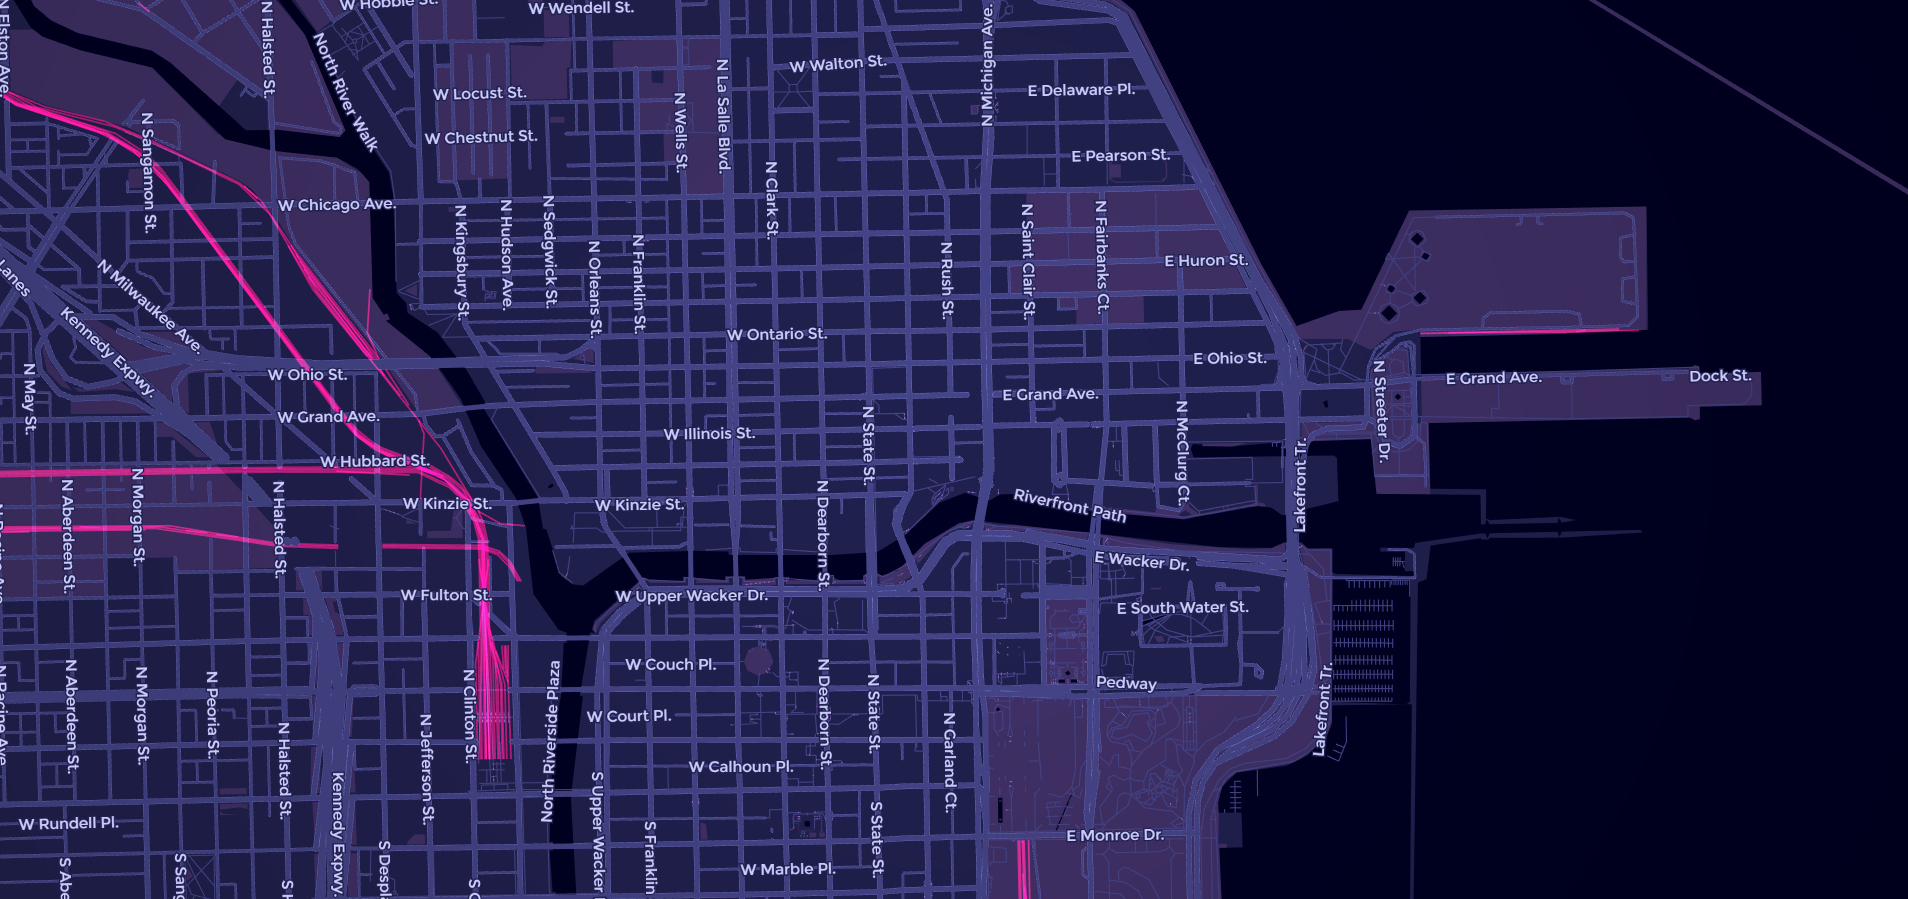 N Elston Ave.
N Halsted St.
W Hobbie St.
W Wendell St.
North River Walk
N La Salle Blvd.
W Walton St.
N Michigan Ave.
E Delaware Pl.
W Locust St.
N Wells St.
W Chestnut St.
N Sangamon St.
E Pearson St.
N Clark St.
W Chicago Ave.
N Kingsbury St.
N Hudson Ave.
N Sedgwick St.
N Orleans St.
N Franklin St.
N Rush St.
N Saint Clair St.
N Fairbanks Ct.
E Huron St.
Lanes
N Milwaukee Ave.
Kennedy Expwy.
W Ontario St.
E Ohio St.
N May St.
W Ohio St.
E Grand Ave.
N Streeter Dr.
E Grand Ave.
Dock St.
W Grand Ave.
W Illinois St.
N State St.
N McClurg Ct.
W Hubbard St.
Lakefront Tr.
N Aberdeen St.
N Morgan St.
N Halsted St.
W Kinzie St.
W Kinzie St.
N Dearborn St.
Riverfront Path
E Wacker Dr.
W Fulton St.
W Upper Wacker Dr.
E South Water St.
N Racine Ave.
N Aberdeen St.
N Morgan St.
N Peoria St.
N Clinton St.
North Riverside Plaza
W Couch Pl.
N Dearborn St.
N State St.
Pedway
Lakefront Tr.
N Halsted St.
N Jefferson St.
W Court Pl.
N Garland Ct.
W Calhoun Pl.
Kennedy Expwy.
S Upper Wacker
S Franklin
S State St.
W Rundell Pl.
E Monroe Dr.
S Abe
S Sang
S H
S Despla
S C
W Marble Pl.